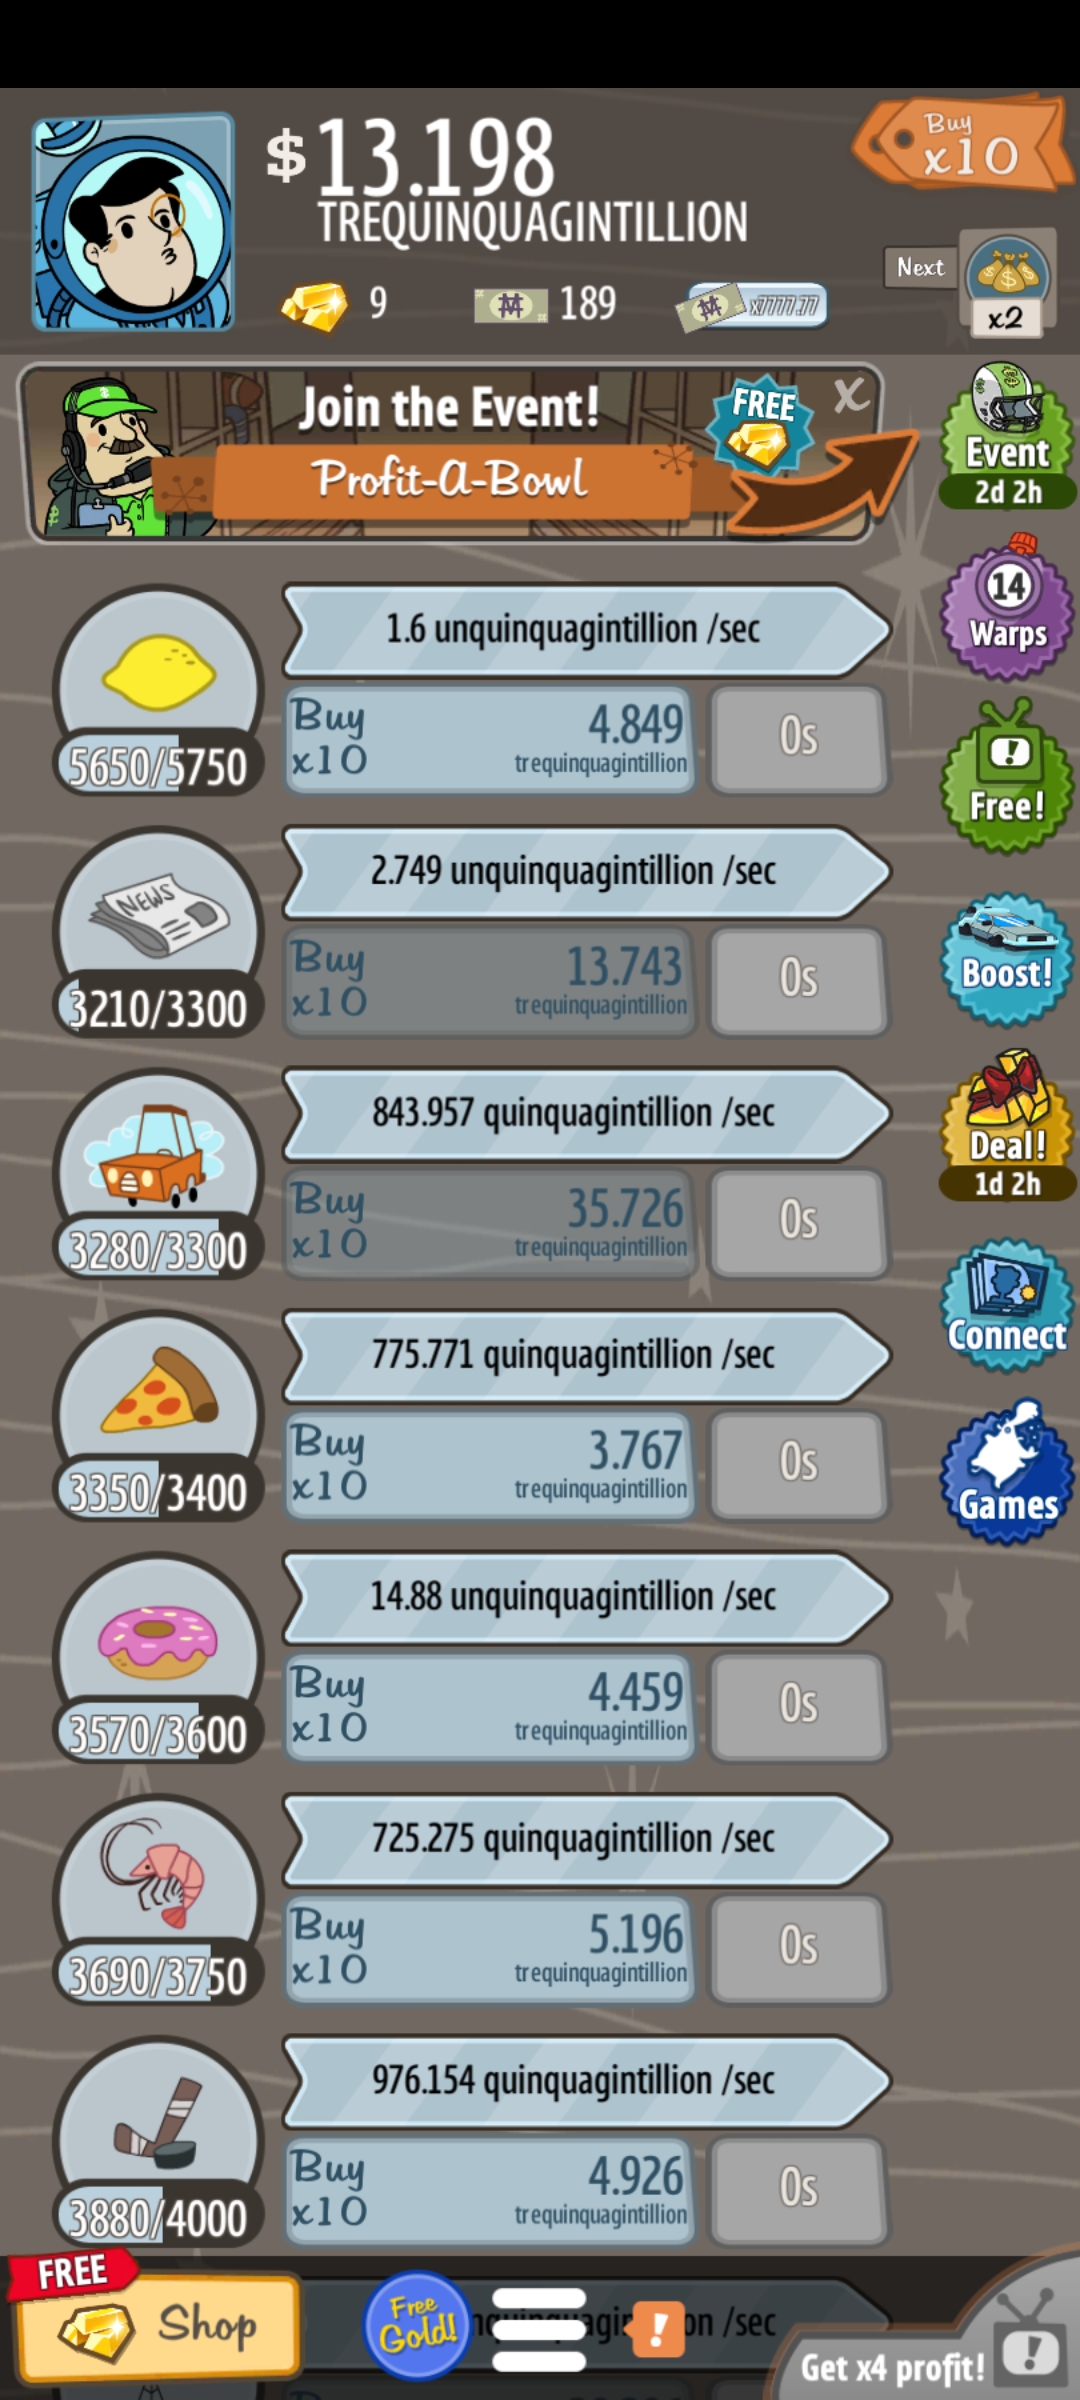 $13.198
TREQUINQUAGINTILLION
Buy
x10
9
189
x7777.77
Next
x2
Join the Event!
Profit-A-Bowl
FREE
X
Event
2d 2h
14
Warps
Free!
Boost!
Deal!
1d 2h
Connect
Games
1.6 unquinquagintillion /sec
5650/5750
Buy
x10
4.849
trequinquagintillion
0s
2.749 unquinquagintillion /sec
NEWS
3210/3300
Buy
x10
13.743
trequinquagintillion
0s
843.957 quinquagintillion /sec
3280/3300
Buy
x10
35.726
trequinquagintillion
0s
775.771 quinquagintillion /sec
3350/3400
Buy
x10
3.767
trequinquagintillion
0s
14.88 unquinquagintillion /sec
3570/3600
Buy
x10
4.459
trequinquagintillion
0s
725.275 quinquagintillion /sec
3690/3750
Buy
x10
5.196
trequinquagintillion
0s
976.154 quinquagintillion /sec
3880/4000
Buy
x10
4.926
trequinquagintillion
0s
FREE
Shop
Free
Gold!
!
/sec
Get x4 profit!
!